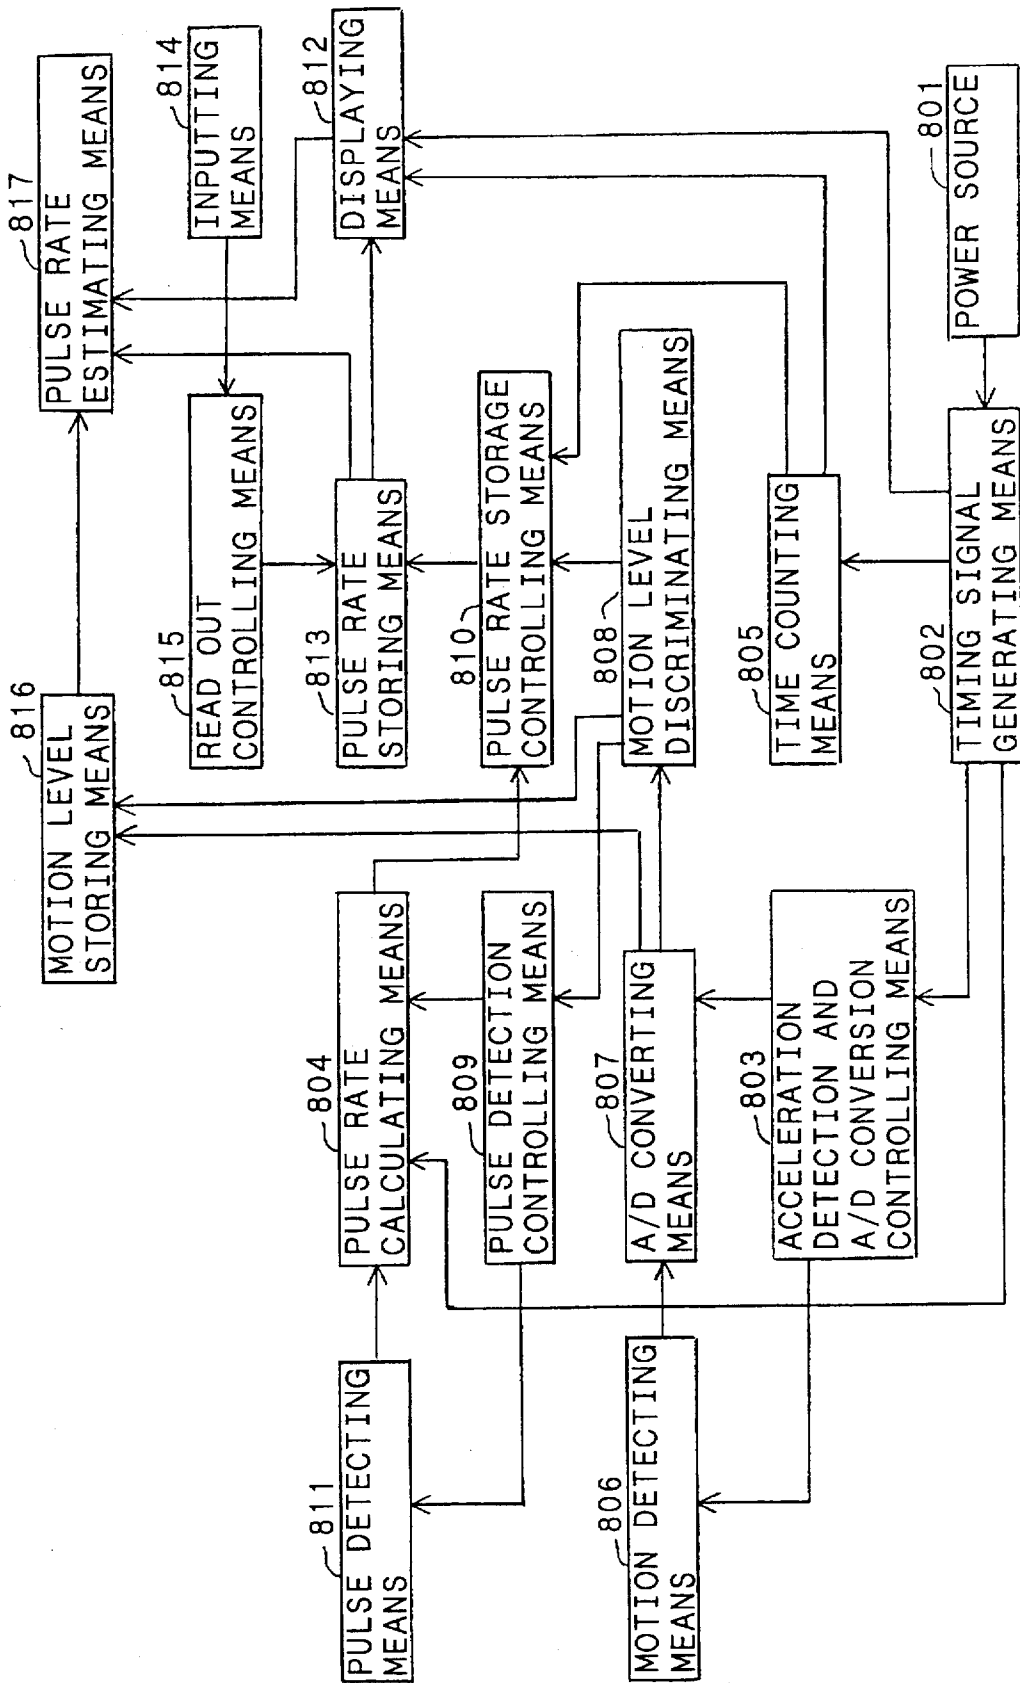 816
MOTION LEVEL
STORING MEANS
817
PULSE RATE
ESTIMATING MEANS
814
INPUTTING
MEANS
815
READ OUT
CONTROLLING MEANS
811
PULSE DETECTING
MEANS
804
PULSE RATE
CALCULATING MEANS
813
PULSE RATE
STORING MEANS
812
DISPLAYING
MEANS
809
PULSE DETECTION
CONTROLLING MEANS
810
PULSE RATE STORAGE
CONTROLLING MEANS
806
MOTION DETECTING
MEANS
807
A/D CONVERTING
MEANS
808
MOTION LEVEL
DISCRIMINATING MEANS
803
ACCELERATION
DETECTION AND
A/D CONVERSION
CONTROLLING MEANS
805
TIME COUNTING
MEANS
802
TIMING SIGNAL
GENERATING MEANS
801
POWER SOURCE